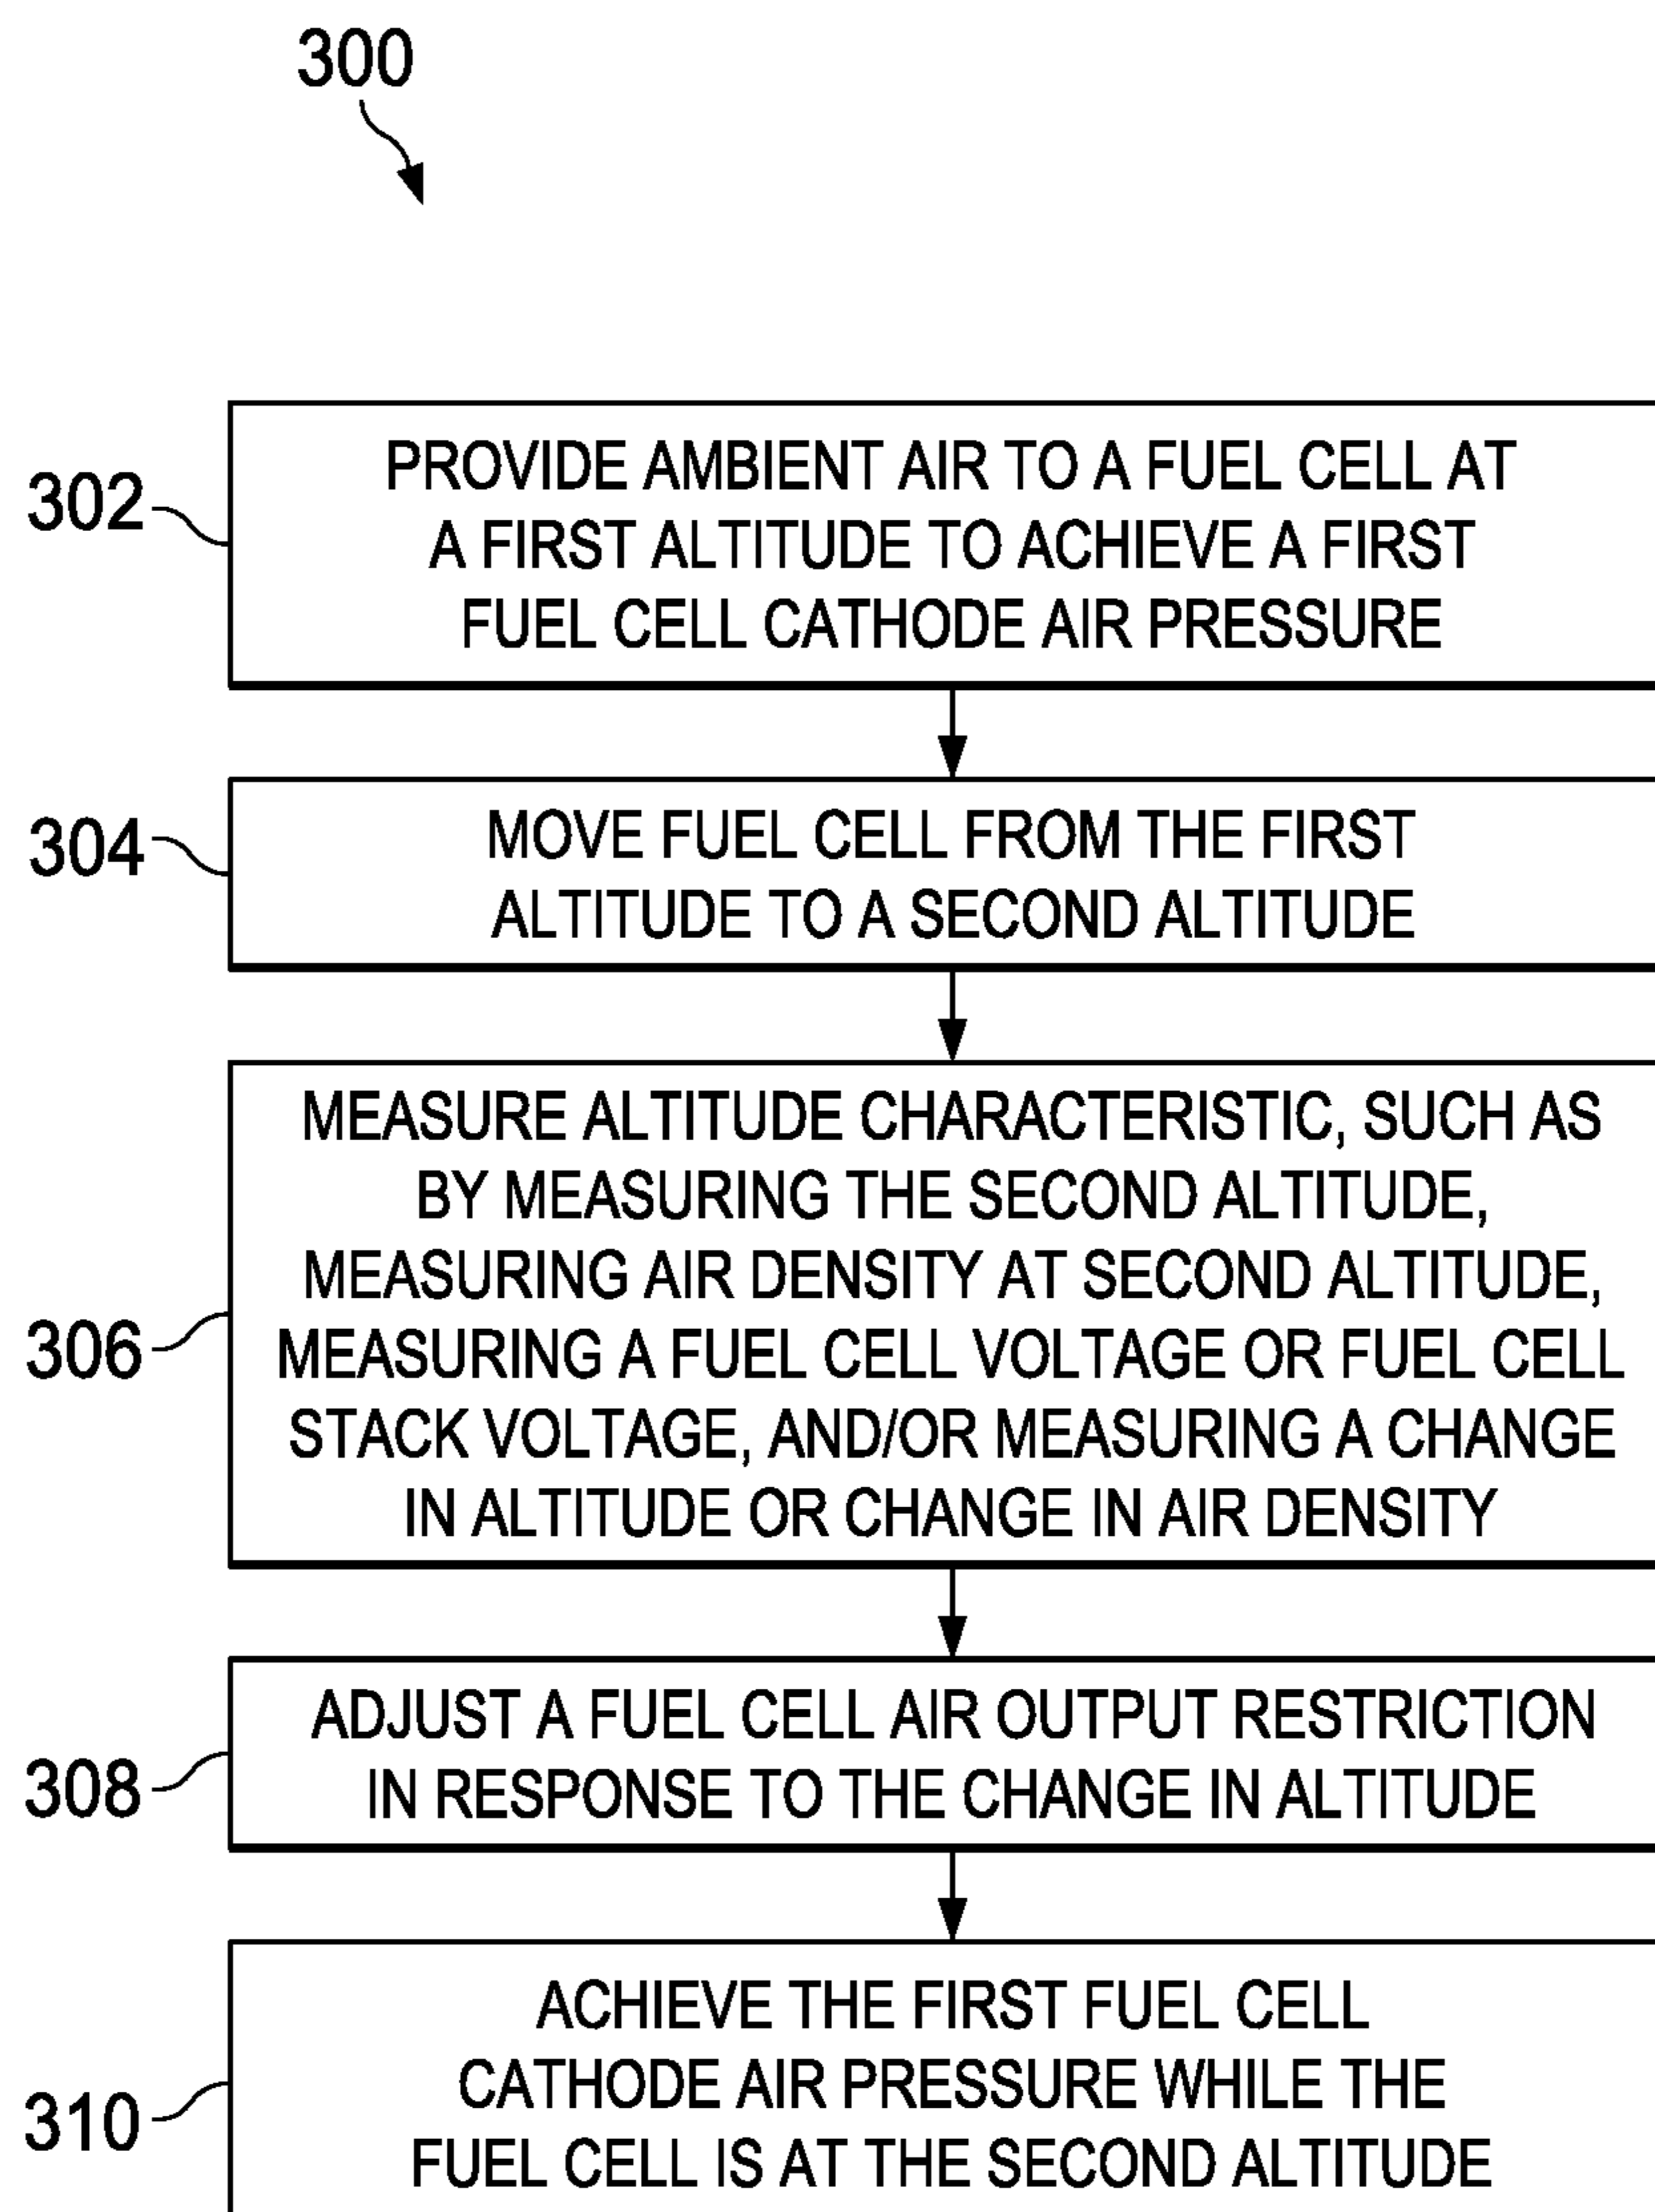 300
302
PROVIDE AMBIENT AIR TO A FUEL CELL AT
A FIRST ALTITUDE TO ACHIEVE A FIRST
FUEL CELL CATHODE AIR PRESSURE
304
MOVE FUEL CELL FROM THE FIRST
ALTITUDE TO A SECOND ALTITUDE
306
MEASURE ALTITUDE CHARACTERISTIC, SUCH AS
BY MEASURING THE SECOND ALTITUDE,
MEASURING AIR DENSITY AT SECOND ALTITUDE,
MEASURING A FUEL CELL VOLTAGE OR FUEL CELL
STACK VOLTAGE, AND/OR MEASURING A CHANGE
IN ALTITUDE OR CHANGE IN AIR DENSITY
308
ADJUST A FUEL CELL AIR OUTPUT RESTRICTION
IN RESPONSE TO THE CHANGE IN ALTITUDE
310
ACHIEVE THE FIRST FUEL CELL
CATHODE AIR PRESSURE WHILE THE
FUEL CELL IS AT THE SECOND ALTITUDE